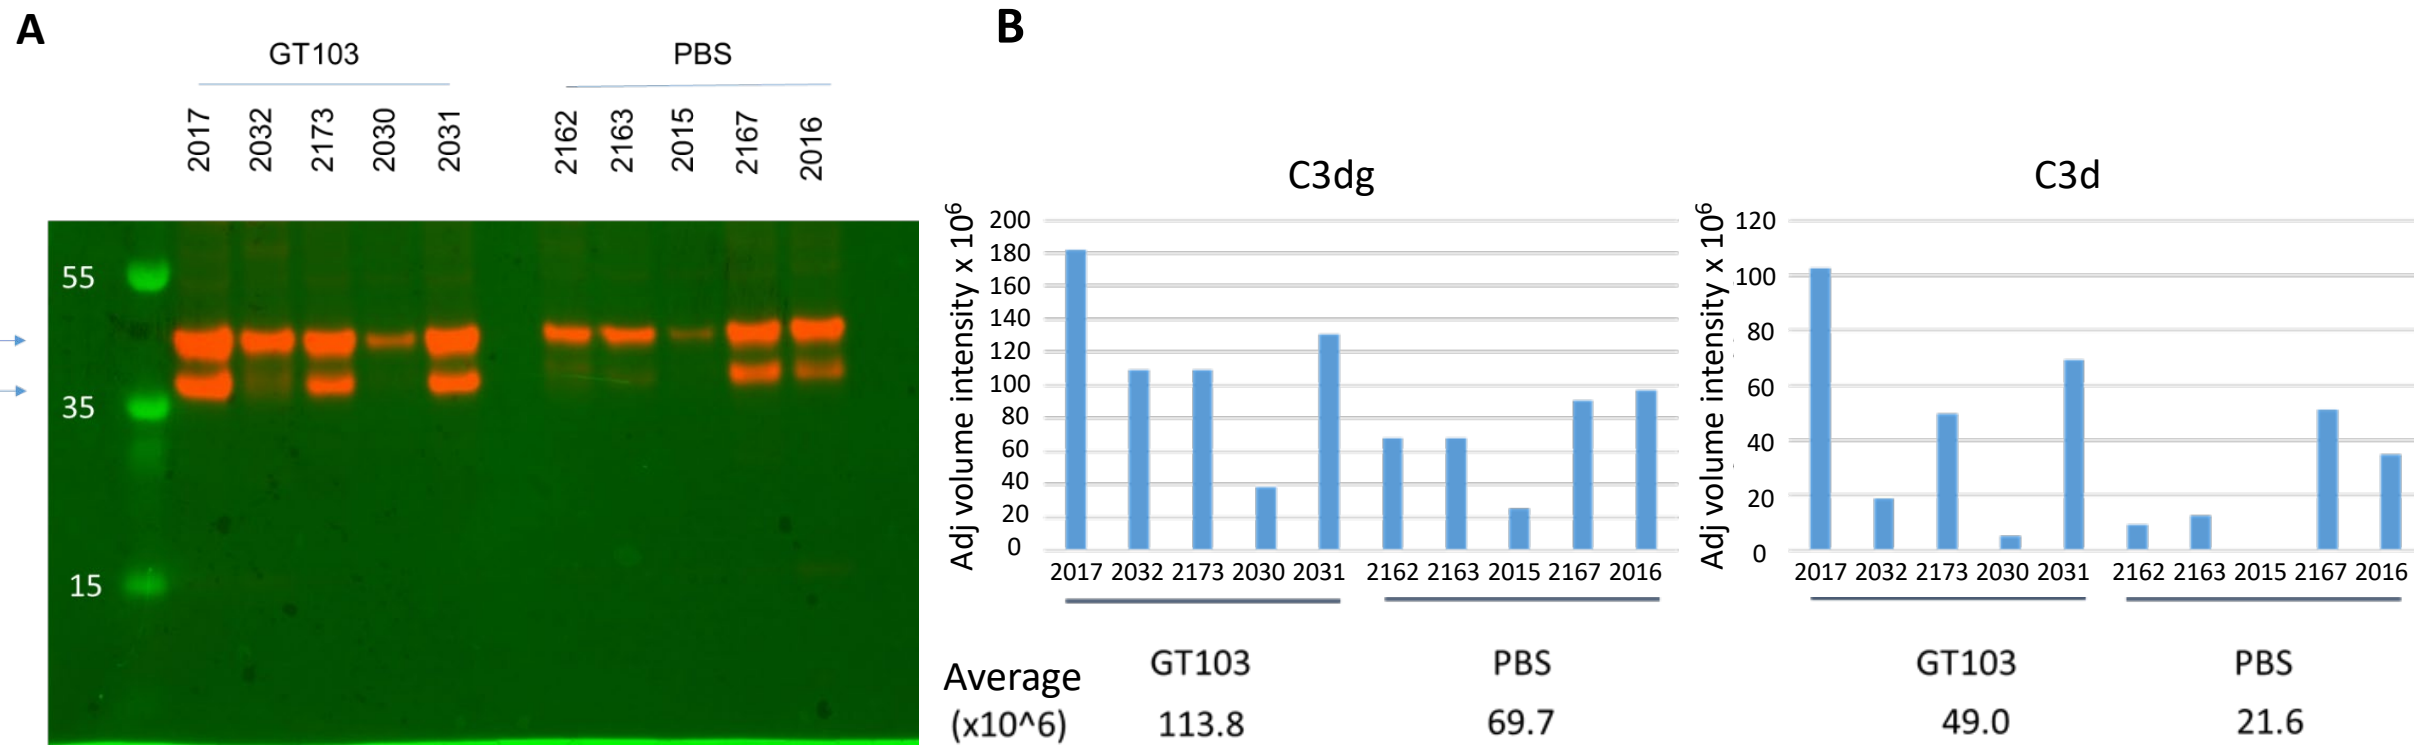 A
GT103 PBS
2017 2032 2173 2030 2031 2162 2163 2015 2167 2016
55
35
15
B
C3dg
Adj volume intensity x 10⁶
200
180
160
140
120
100
80
60
40
20
0
2017 2032 2173 2030 2031 2162 2163 2015 2167 2016
C3d
Adj volume intensity x 10⁶
120
100
80
60
40
20
0
2017 2032 2173 2030 2031 2162 2163 2015 2167 2016
Average GT103 PBS GT103 PBS
(x10^6) 113.8 69.7 49.0 21.6